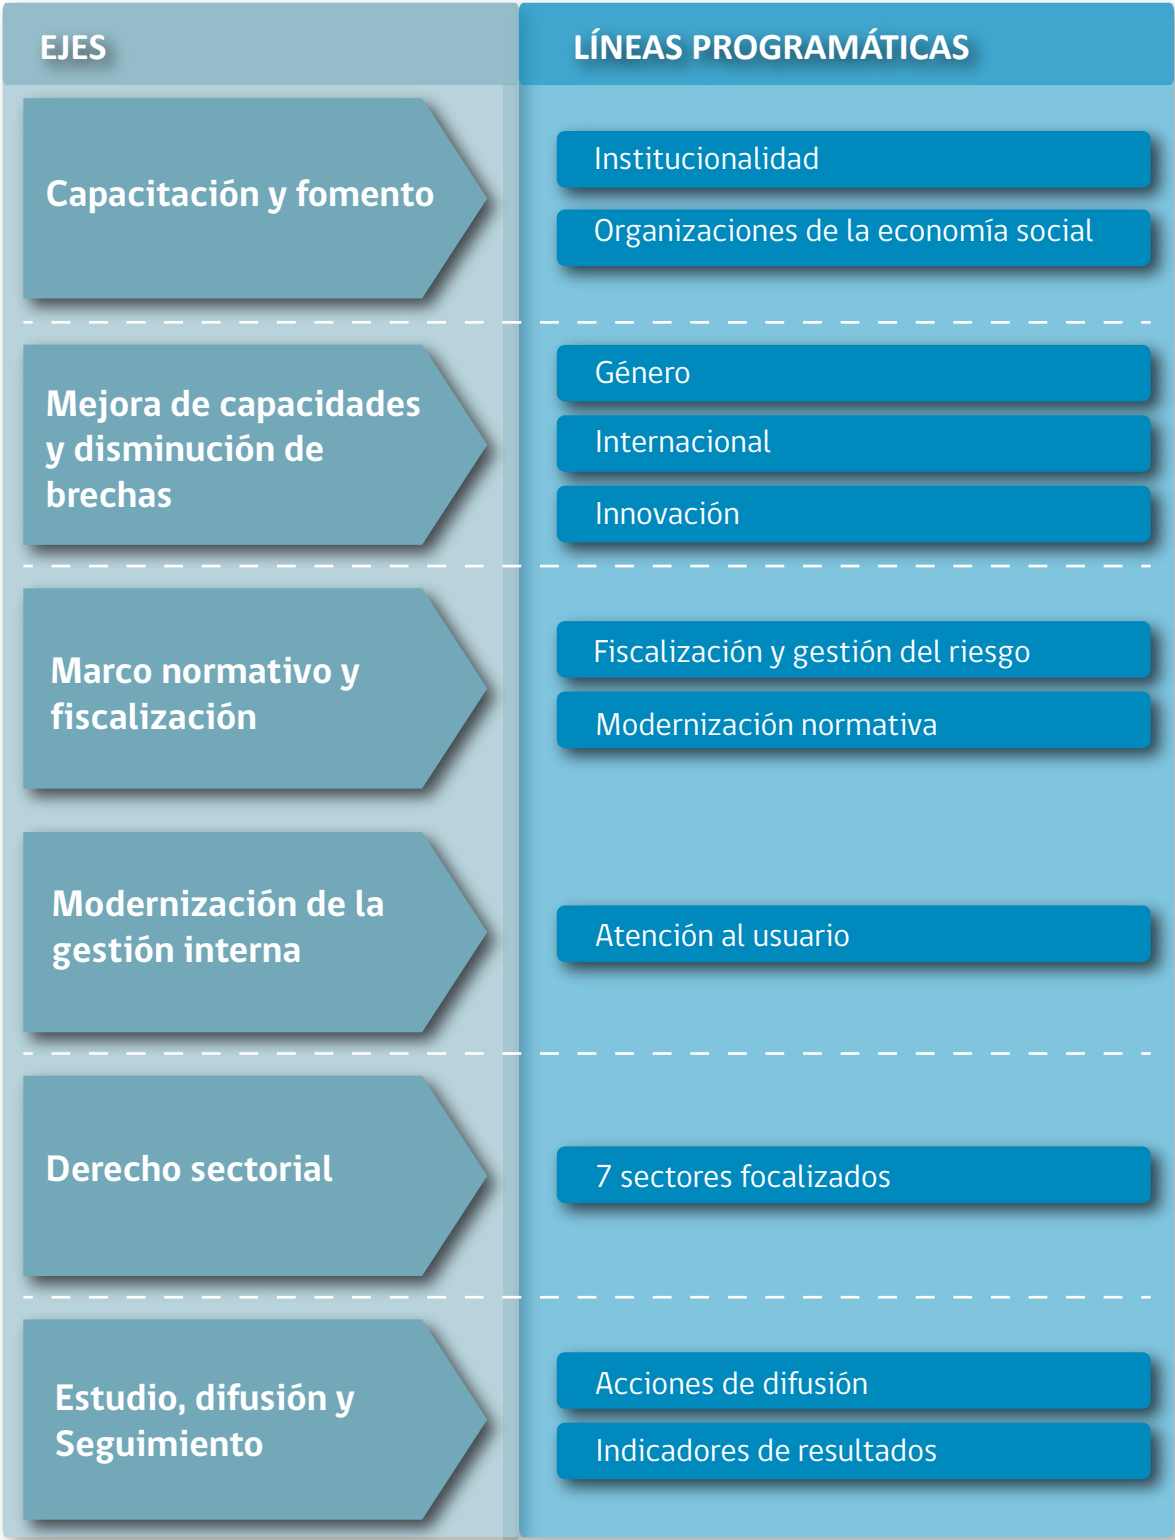 EJES
LÍNEAS PROGRAMÁTICAS
Capacitación y fomento
Institucionalidad
Organizaciones de la economía social
Mejora de capacidades
y disminución de
brechas
Género
Internacional
Innovación
Marco normativo y
fiscalización
Fiscalización y gestión del riesgo
Modernización normativa
Modernización de la
gestión interna
Atención al usuario
Derecho sectorial
7 sectores focalizados
Estudio, difusión y
Seguimiento
Acciones de difusión
Indicadores de resultados